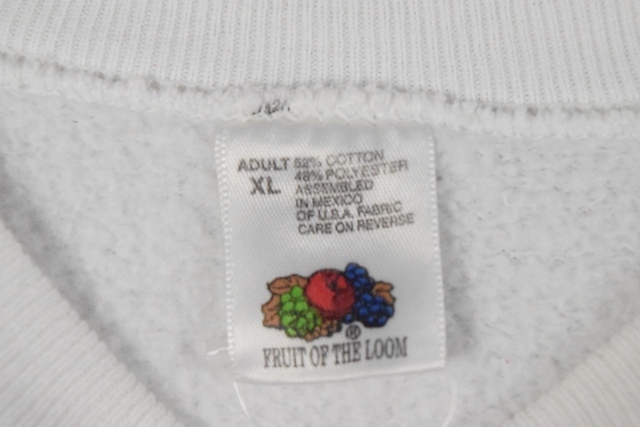 ADULT
XL
52% COTTON
48% POLYESTER
ASSEMBLED
IN MEXICO
OF U.S.A. FABRIC
CARE ON REVERSE
®
FRUIT OF THE LOOM